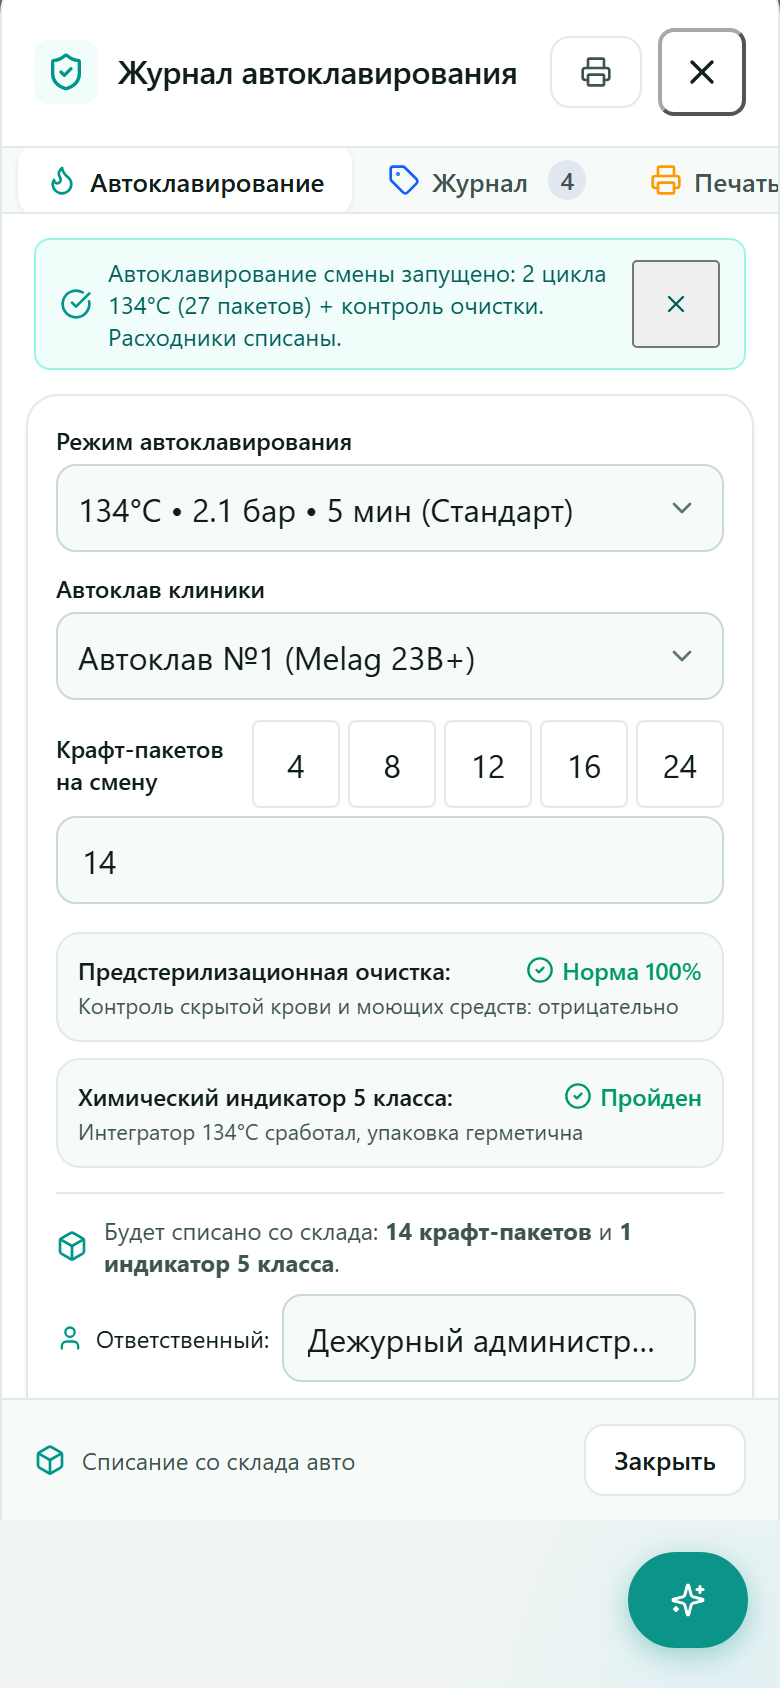 Журнал автоклавирования
Автоклавирование
Журнал 4
Печать
Автоклавирование смены запущено: 2 цикла
134°C (27 пакетов) + контроль очистки.
Расходники списаны.
Режим автоклавирования
134°C • 2.1 бар • 5 мин (Стандарт)
Автоклав клиники
Автоклав №1 (Melag 23B+)
Крафт-пакетов
на смену
4 8 12 16 24
14
Предстерилизационная очистка: Норма 100%
Контроль скрытой крови и моющих средств: отрицательно
Химический индикатор 5 класса: Пройден
Интегратор 134°C сработал, упаковка герметична
Будет списано со склада: 14 крафт-пакетов и 1
индикатор 5 класса.
Ответственный: Дежурный администр...
Списание со склада авто
Закрыть